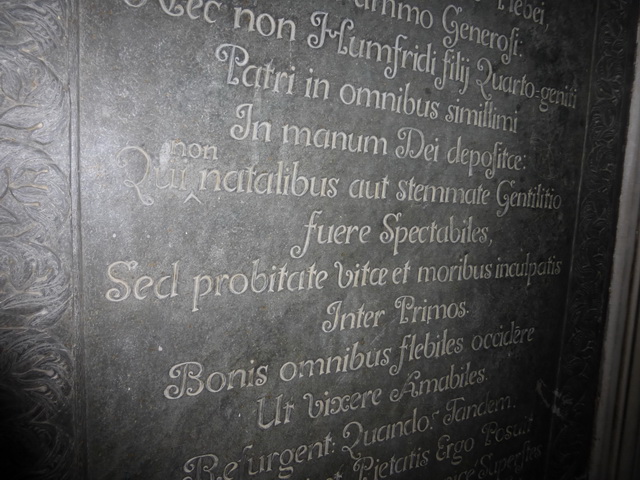 ummo Generosi:
Nec non Humfridi filij Quarto-geniti
Patri in omnibus simillimi
In manum Dei depositæ:
non
Qui ‸ natalibus aut stemmate Gentilitio
fuere Spectabiles,
Sed probitate vitæ et moribus inculpatis
Inter Primos.
Bonis omnibus flebiles occidêre
Ut vixere Amabiles.
Resurgent: Quando: Tandem.
Pietatis Ergo Posuit